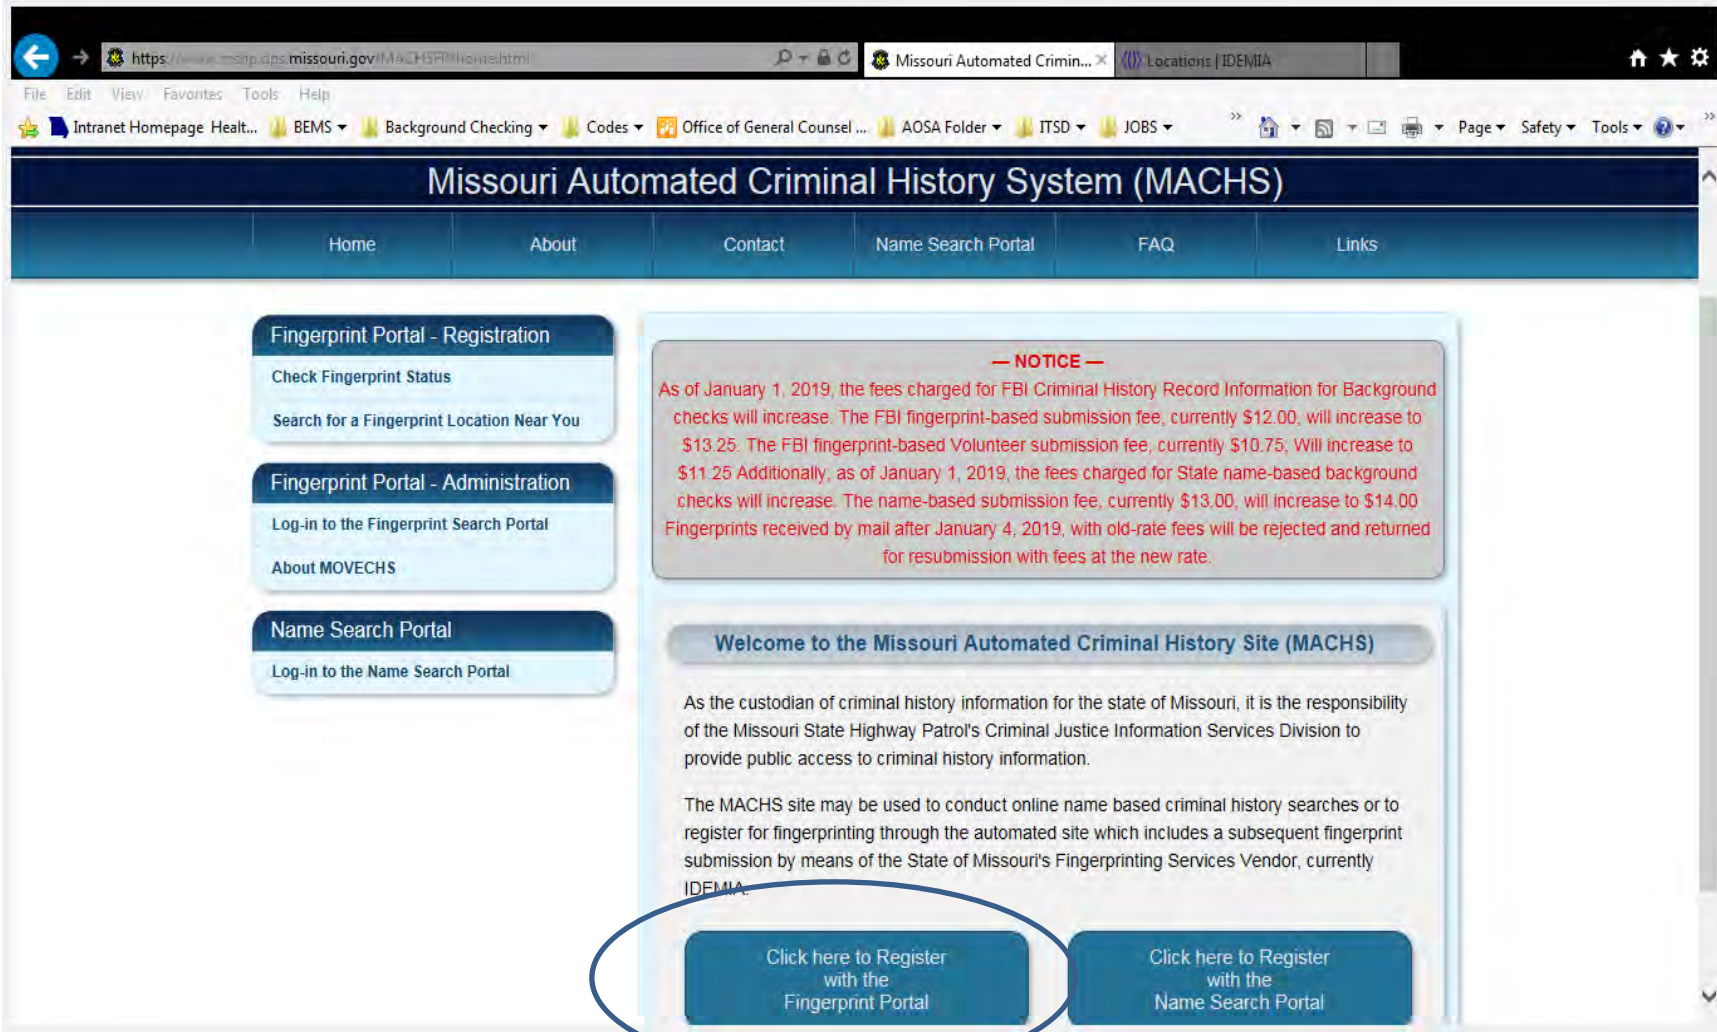 https://www.mshp.dps.missouri.gov/MACHSFP/home.html
Missouri Automated Crimin...
Locations | IDEMIA
File Edit View Favorites Tools Help
Intranet Homepage Healt... BEMS Background Checking Codes Office of General Counsel ... AOSA Folder ITSD JOBS » Page Safety Tools »
Missouri Automated Criminal History System (MACHS)
Home About Contact Name Search Portal FAQ Links
Fingerprint Portal - Registration
Check Fingerprint Status
Search for a Fingerprint Location Near You
Fingerprint Portal - Administration
Log-in to the Fingerprint Search Portal
About MOVECHS
Name Search Portal
Log-in to the Name Search Portal
— NOTICE —
As of January 1, 2019, the fees charged for FBI Criminal History Record Information for Background
checks will increase. The FBI fingerprint-based submission fee, currently $12.00, will increase to
$13.25. The FBI fingerprint-based Volunteer submission fee, currently $10.75, Will increase to
$11.25 Additionally, as of January 1, 2019, the fees charged for State name-based background
checks will increase. The name-based submission fee, currently $13.00, will increase to $14.00
Fingerprints received by mail after January 4, 2019, with old-rate fees will be rejected and returned
for resubmission with fees at the new rate.
Welcome to the Missouri Automated Criminal History Site (MACHS)
As the custodian of criminal history information for the state of Missouri, it is the responsibility
of the Missouri State Highway Patrol's Criminal Justice Information Services Division to
provide public access to criminal history information.
The MACHS site may be used to conduct online name based criminal history searches or to
register for fingerprinting through the automated site which includes a subsequent fingerprint
submission by means of the State of Missouri's Fingerprinting Services Vendor, currently
IDEMIA.
Click here to Register
with the
Fingerprint Portal
Click here to Register
with the
Name Search Portal